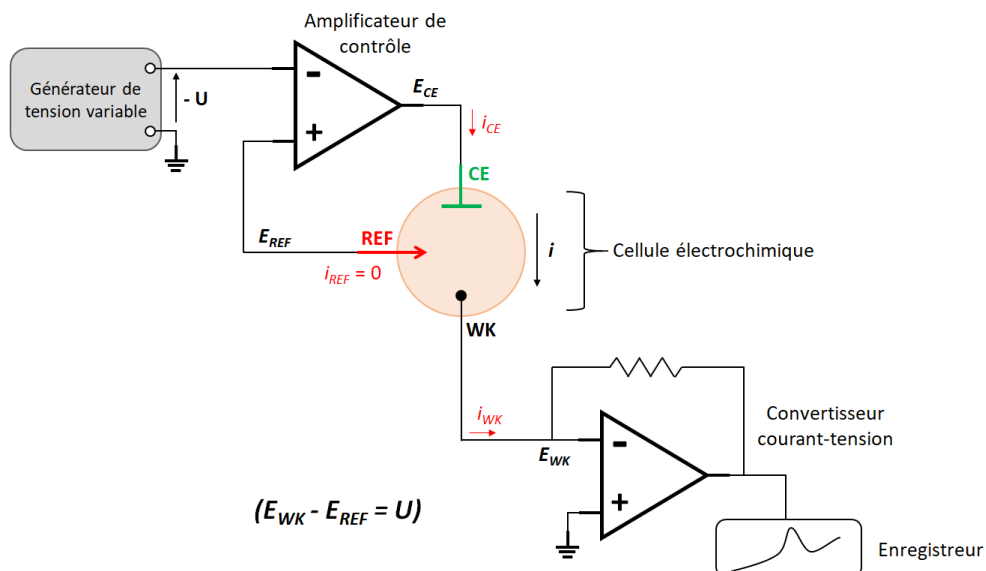 Amplificateur de
contrôle
Générateur de
tension variable
- U
-
+
E_CE
i_CE
CE
E_REF
REF
i_REF = 0
i
Cellule électrochimique
WK
i_WK
E_WK
-
+
Convertisseur
courant-tension
(E_WK - E_REF = U)
Enregistreur